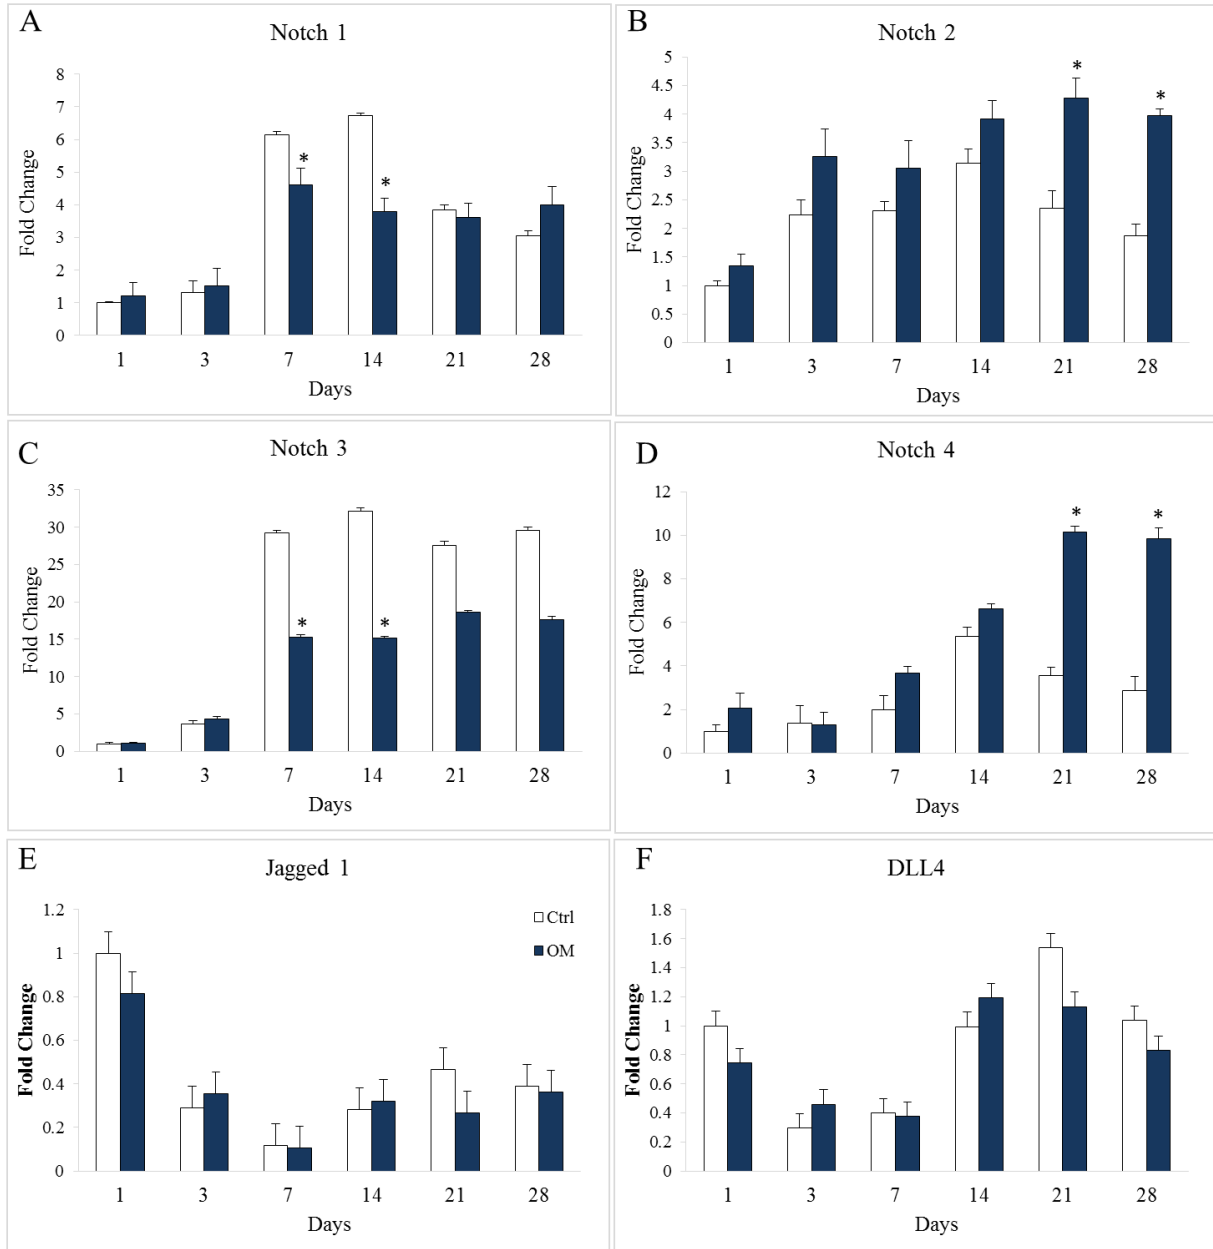 A
Notch 1
Fold Change
8
7
6
5
4
3
2
1
0
*
*
1 3 7 14 21 28
Days
B
Notch 2
Fold Change
5
4.5
4
3.5
3
2.5
2
1.5
1
0.5
0
*
*
1 3 7 14 21 28
Days
C
Notch 3
Fold Change
35
30
25
20
15
10
5
0
*
*
1 3 7 14 21 28
Days
D
Notch 4
Fold Change
12
10
8
6
4
2
0
*
*
1 3 7 14 21 28
Days
E
Jagged 1
Fold Change
1.2
1
0.8
0.6
0.4
0.2
0
Ctrl
OM
1 3 7 14 21 28
Days
F
DLL4
Fold Change
1.8
1.6
1.4
1.2
1
0.8
0.6
0.4
0.2
0
1 3 7 14 21 28
Days